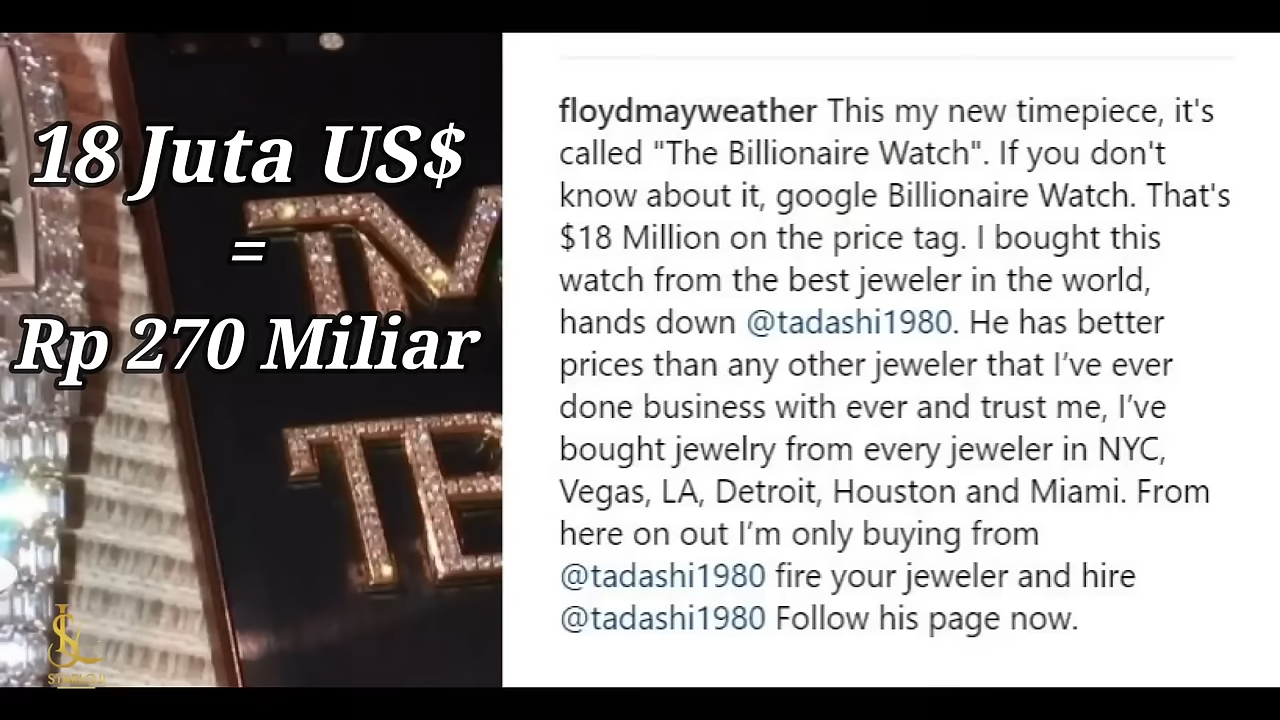 18 Juta US$
=
Rp 270 Miliar
TM
TB
floydmayweather This my new timepiece, it's
called "The Billionaire Watch". If you don't
know about it, google Billionaire Watch. That's
$18 Million on the price tag. I bought this
watch from the best jeweler in the world,
hands down @tadashi1980. He has better
prices than any other jeweler that I’ve ever
done business with ever and trust me, I’ve
bought jewelry from every jeweler in NYC,
Vegas, LA, Detroit, Houston and Miami. From
here on out I’m only buying from
@tadashi1980 fire your jeweler and hire
@tadashi1980 Follow his page now.